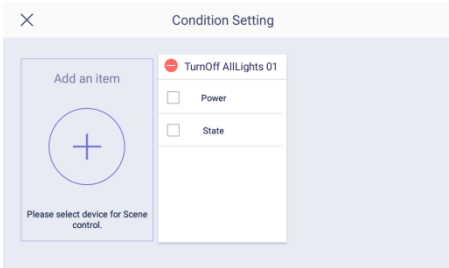 Condition Setting
Add an item
Please select device for Scene
control.
TurnOff AllLights 01
Power
State